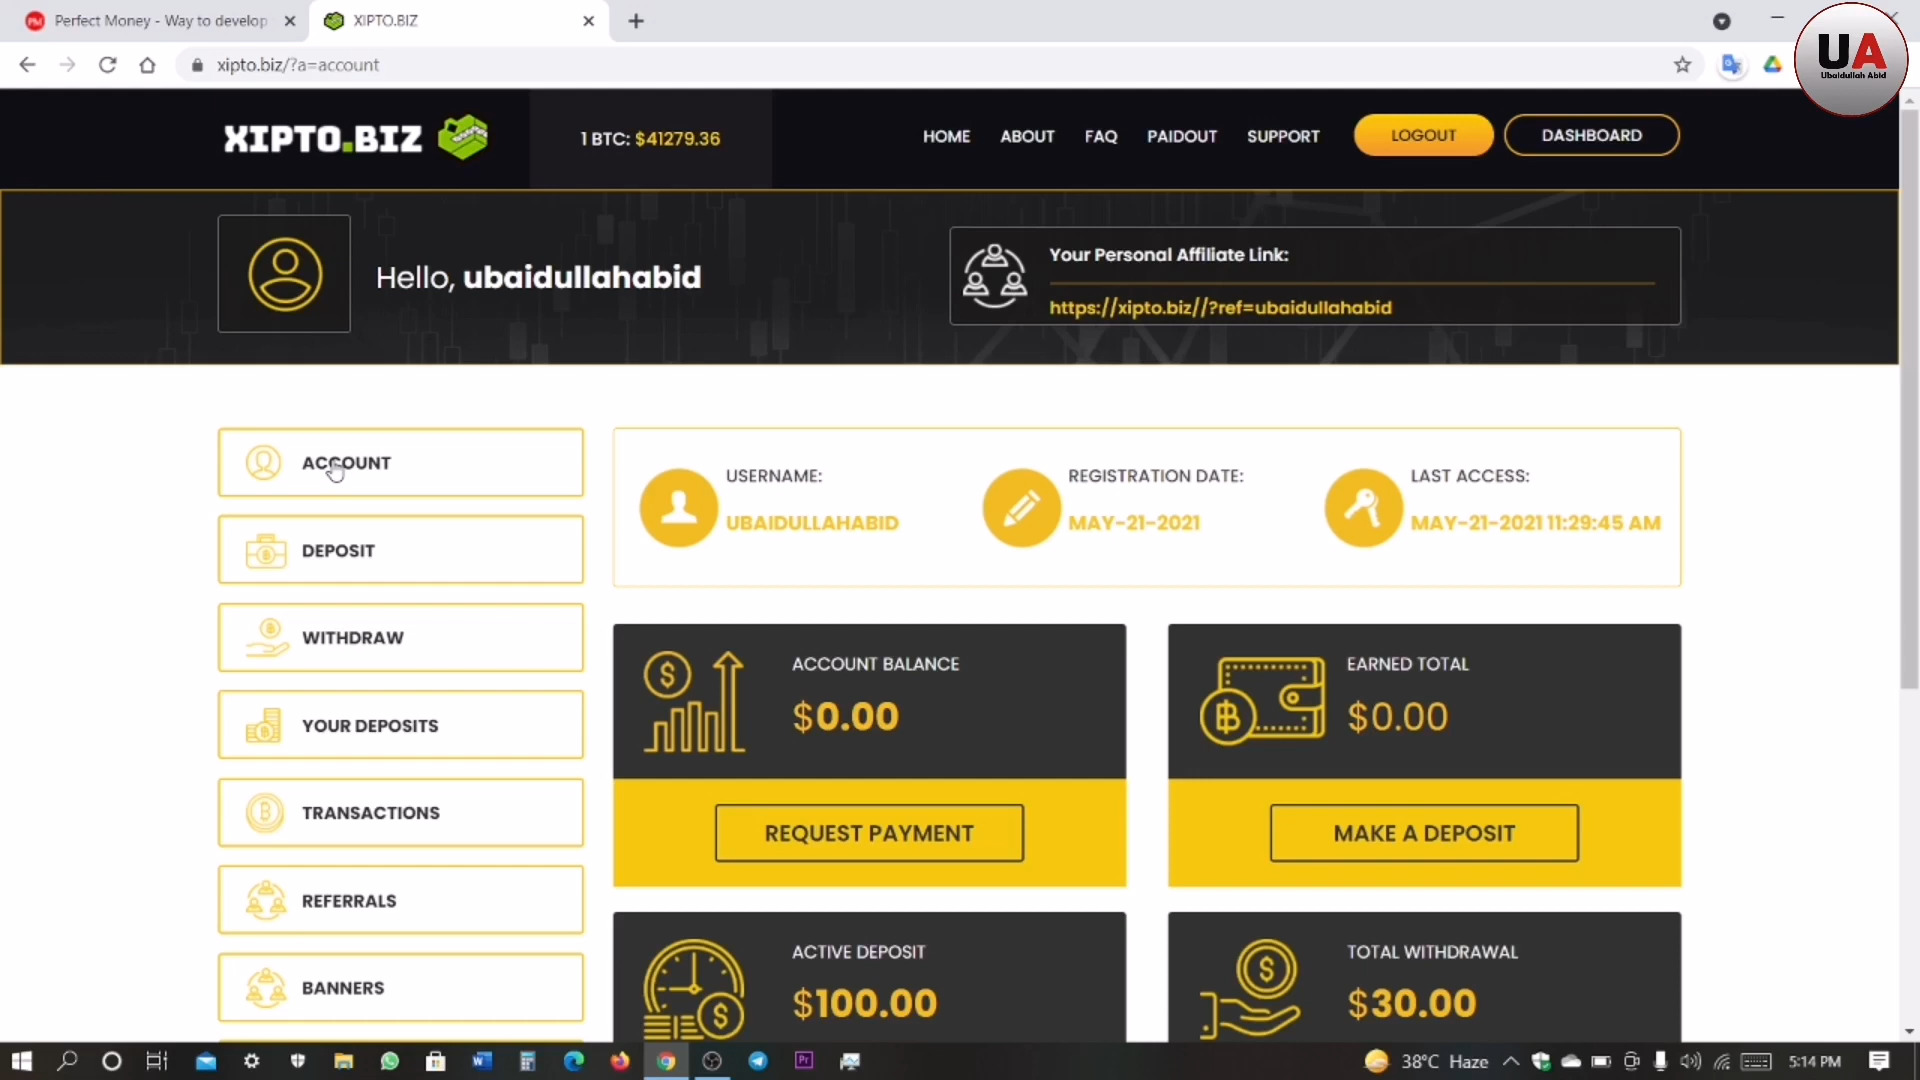 Perfect Money - Way to develop
XIPTO.BIZ
xipto.biz/?a=account
UA
Ubaidullah Abid
XIPTO.BIZ
1 BTC: $41279.36
HOME
ABOUT
FAQ
PAIDOUT
SUPPORT
LOGOUT
DASHBOARD
Hello, ubaidullahabid
Your Personal Affiliate Link:
https://xipto.biz//?ref=ubaidullahabid
ACCOUNT
DEPOSIT
WITHDRAW
YOUR DEPOSITS
TRANSACTIONS
REFERRALS
BANNERS
USERNAME:
UBAIDULLAHABID
REGISTRATION DATE:
MAY-21-2021
LAST ACCESS:
MAY-21-2021 11:29:45 AM
ACCOUNT BALANCE
$0.00
REQUEST PAYMENT
EARNED TOTAL
$0.00
MAKE A DEPOSIT
ACTIVE DEPOSIT
$100.00
TOTAL WITHDRAWAL
$30.00
38°C Haze
5:14 PM